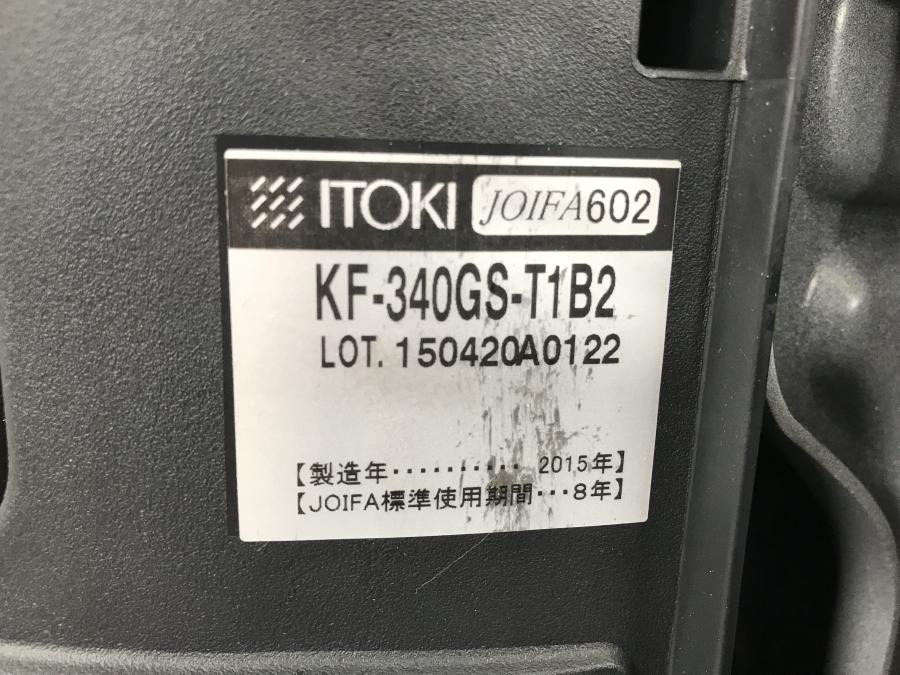 ITOKI JOIFA602
KF-340GS-T1B2
LOT. 150420A0122
【製造年‥‥‥‥‥ 2015年】
【JOIFA標準使用期間…8年】